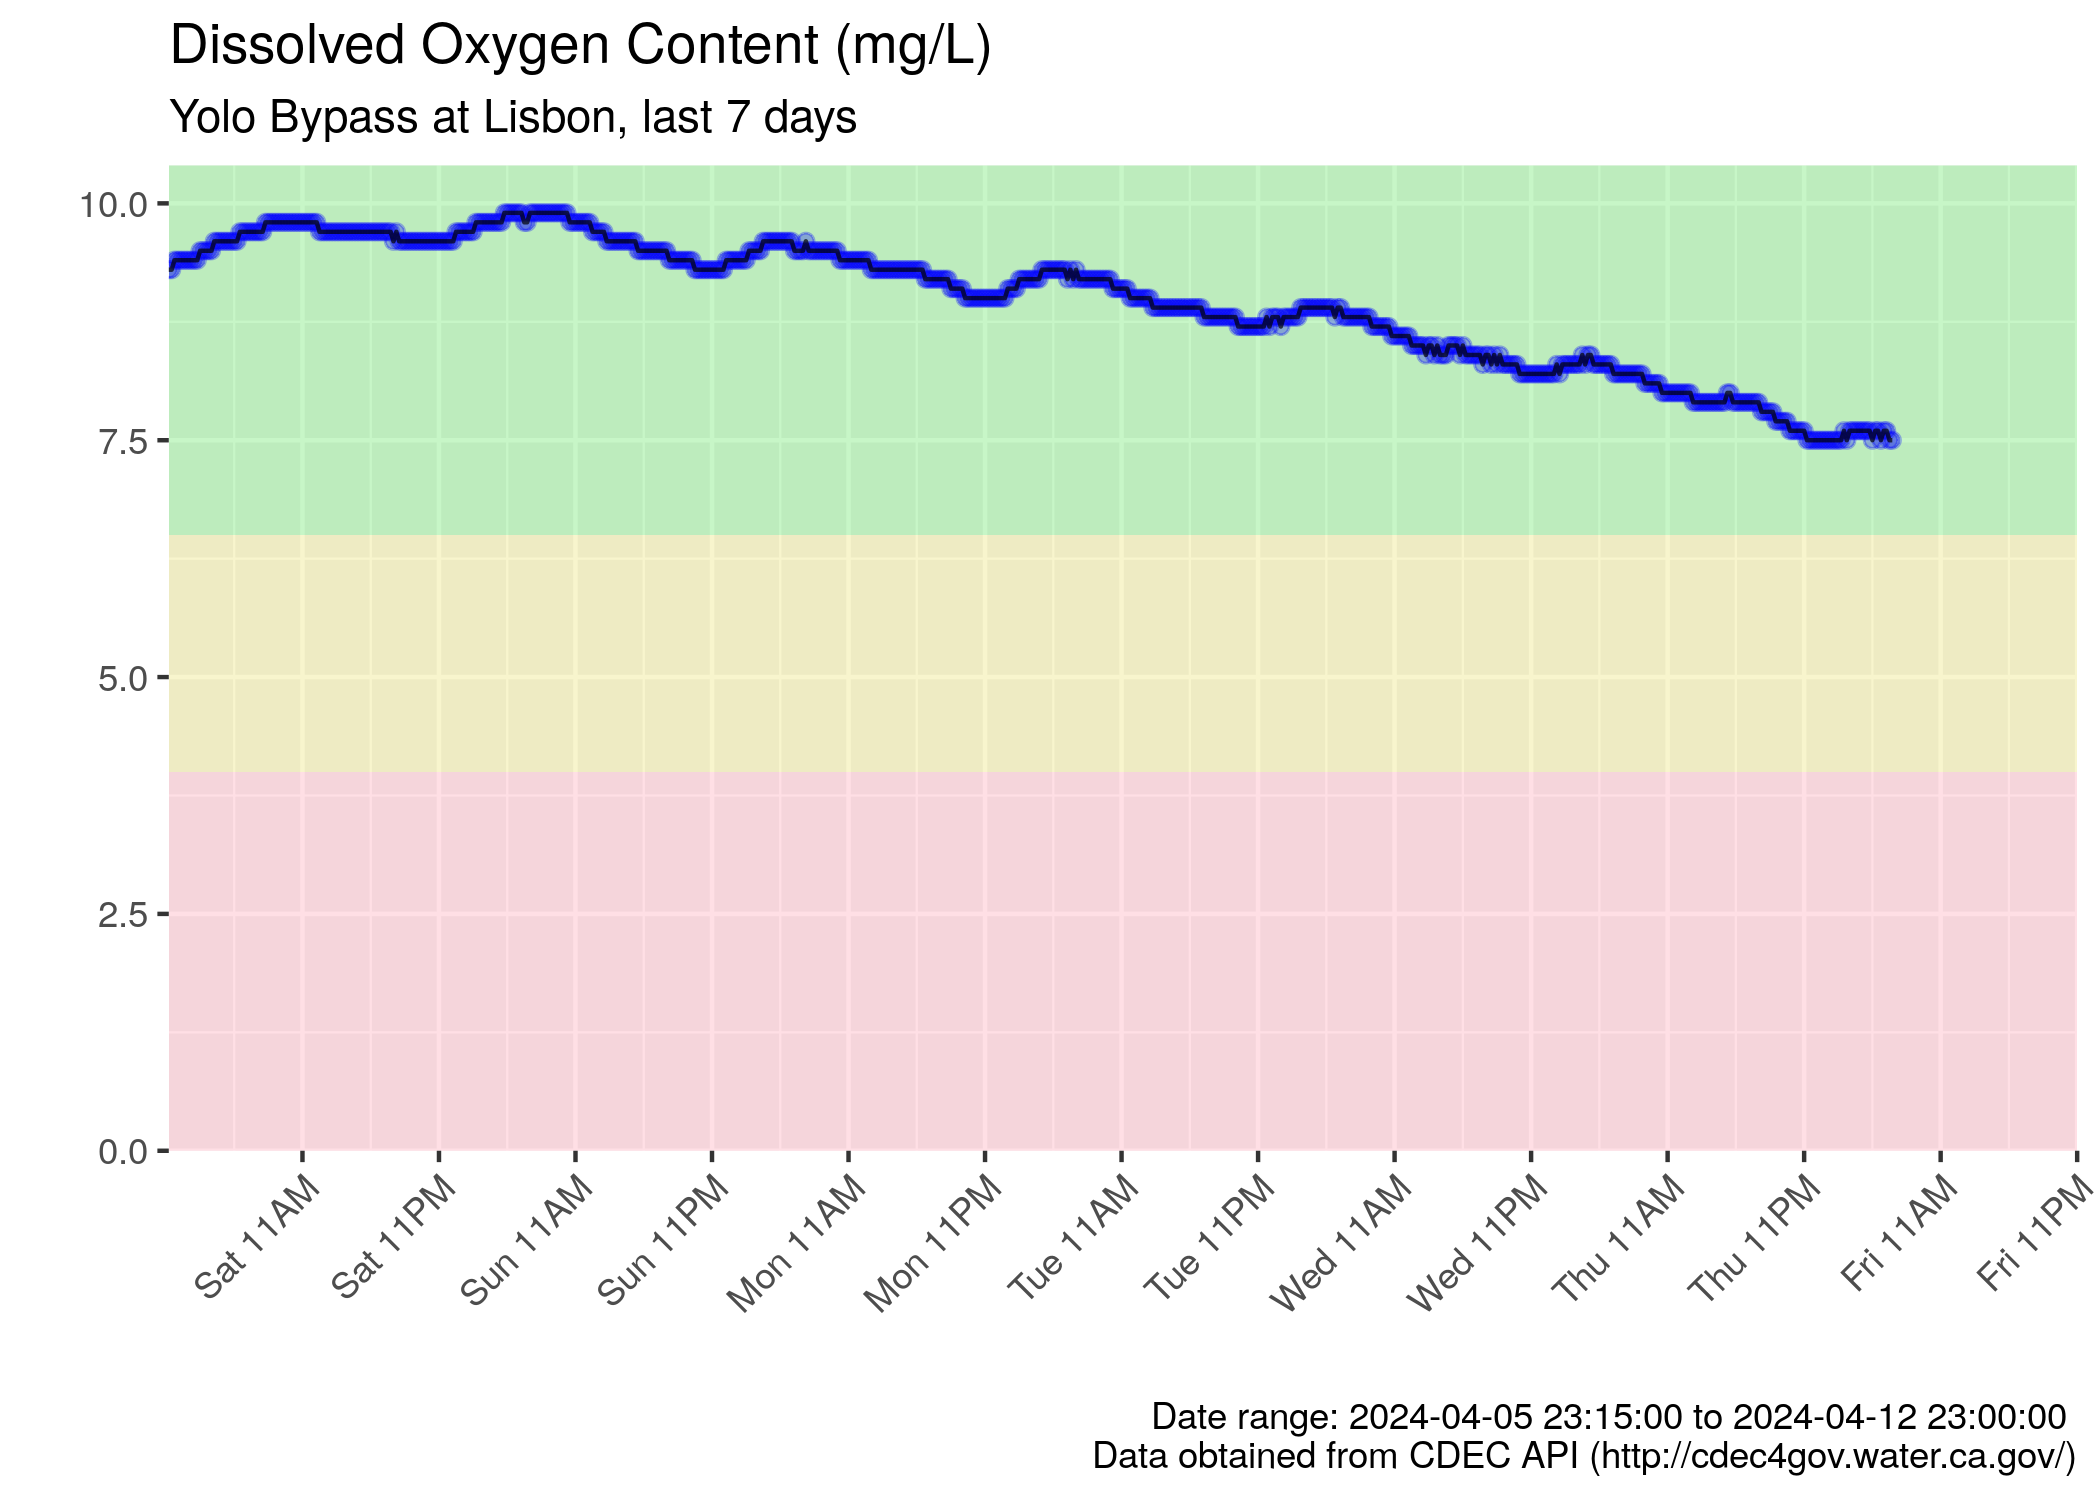 Dissolved Oxygen Content (mg/L)
Yolo Bypass at Lisbon, last 7 days
10.0
7.5
5.0
2.5
0.0
Sat 11AM
Sat 11PM
Sun 11AM
Sun 11PM
Mon 11AM
Mon 11PM
Tue 11AM
Tue 11PM
Wed 11AM
Wed 11PM
Thu 11AM
Thu 11PM
Fri 11AM
Fri 11PM
Date range: 2024-04-05 23:15:00 to 2024-04-12 23:00:00
Data obtained from CDEC API (http://cdec4gov.water.ca.gov/)